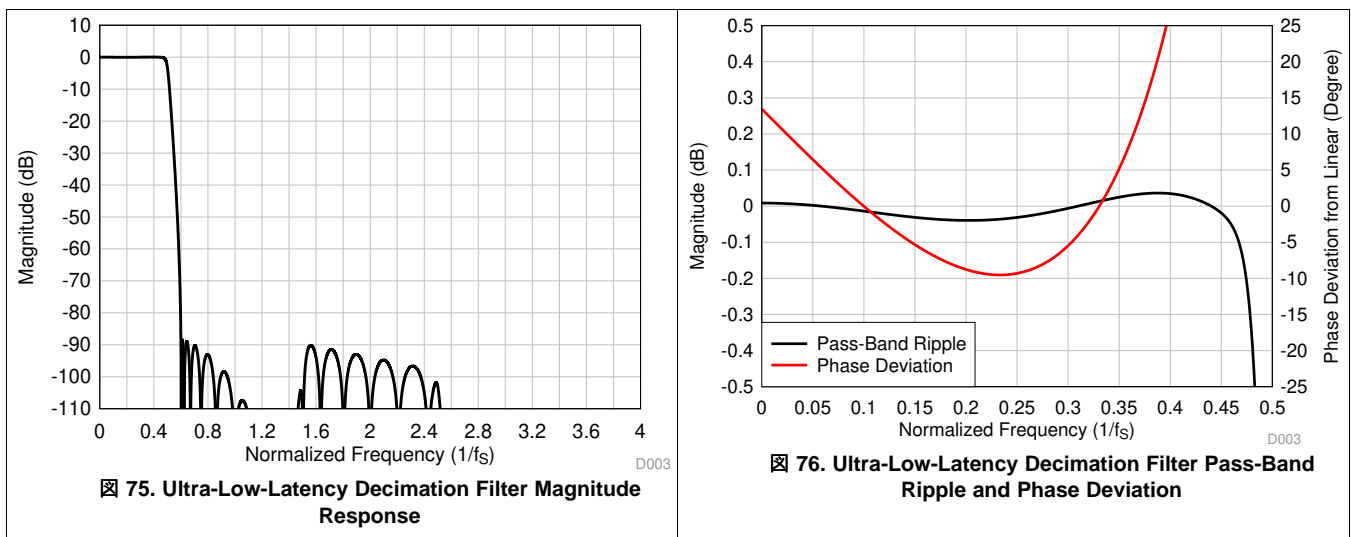 10
0
-10
-20
-30
-40
-50
-60
-70
-80
-90
-100
-110
Magnitude (dB)
0 0.4 0.8 1.2 1.6 2 2.4 2.8 3.2 3.6 4
Normalized Frequency (1/fS)
D003
図 75. Ultra-Low-Latency Decimation Filter Magnitude
Response
0.5
0.4
0.3
0.2
0.1
0
-0.1
-0.2
-0.3
-0.4
-0.5
Magnitude (dB)
25
20
15
10
5
0
-5
-10
-15
-20
-25
Phase Deviation from Linear (Degree)
Pass-Band Ripple
Phase Deviation
0 0.05 0.1 0.15 0.2 0.25 0.3 0.35 0.4 0.45 0.5
Normalized Frequency (1/fS)
D003
図 76. Ultra-Low-Latency Decimation Filter Pass-Band
Ripple and Phase Deviation